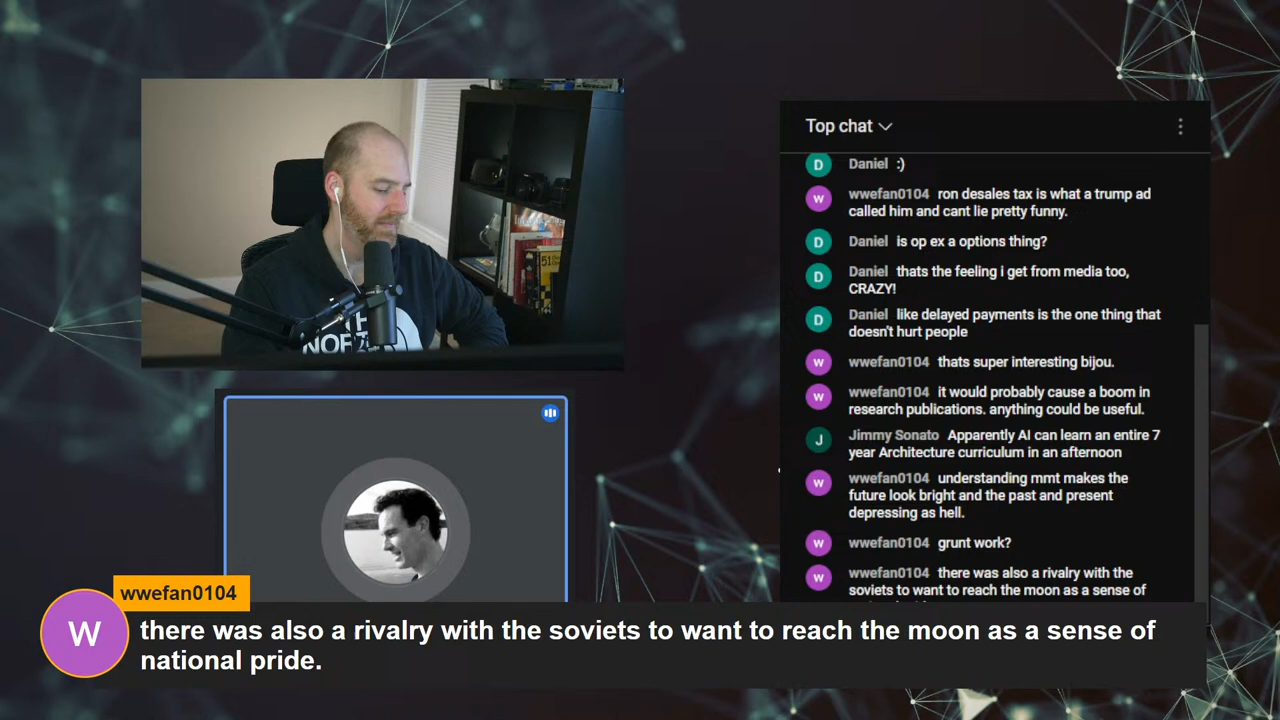 Top chat
Daniel :)
wwefan0104 ron desales tax is what a trump ad
called him and cant lie pretty funny.
Daniel is op ex a options thing?
Daniel thats the feeling i get from media too,
CRAZY!
Daniel like delayed payments is the one thing that
doesn't hurt people
wwefan0104 thats super interesting bijou.
wwefan0104 it would probably cause a boom in
research publications. anything could be useful.
Jimmy Sonato Apparently AI can learn an entire 7
year Architecture curriculum in an afternoon
wwefan0104 understanding mmt makes the
future look bright and the past and present
depressing as hell.
wwefan0104 grunt work?
wwefan0104 there was also a rivalry with the
soviets to want to reach the moon as a sense of
D
W
D
D
D
W
W
J
W
W
W
51
NOR
wwefan0104
W
there was also a rivalry with the soviets to want to reach the moon as a sense of
national pride.